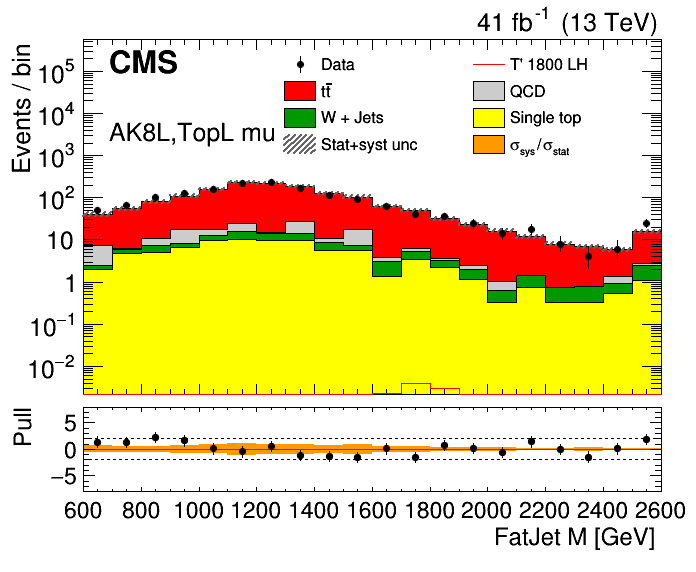 41 fb⁻¹ (13 TeV)
CMS
Data
T' 1800 LH
tt̄
QCD
W + Jets
Single top
AK8L,TopL mu
Stat+syst unc
σsys/σstat
Events / bin
10⁵
10⁴
10³
10²
10
1
10⁻¹
10⁻²
Pull
5
0
−5
600 800 1000 1200 1400 1600 1800 2000 2200 2400 2600
FatJet M [GeV]